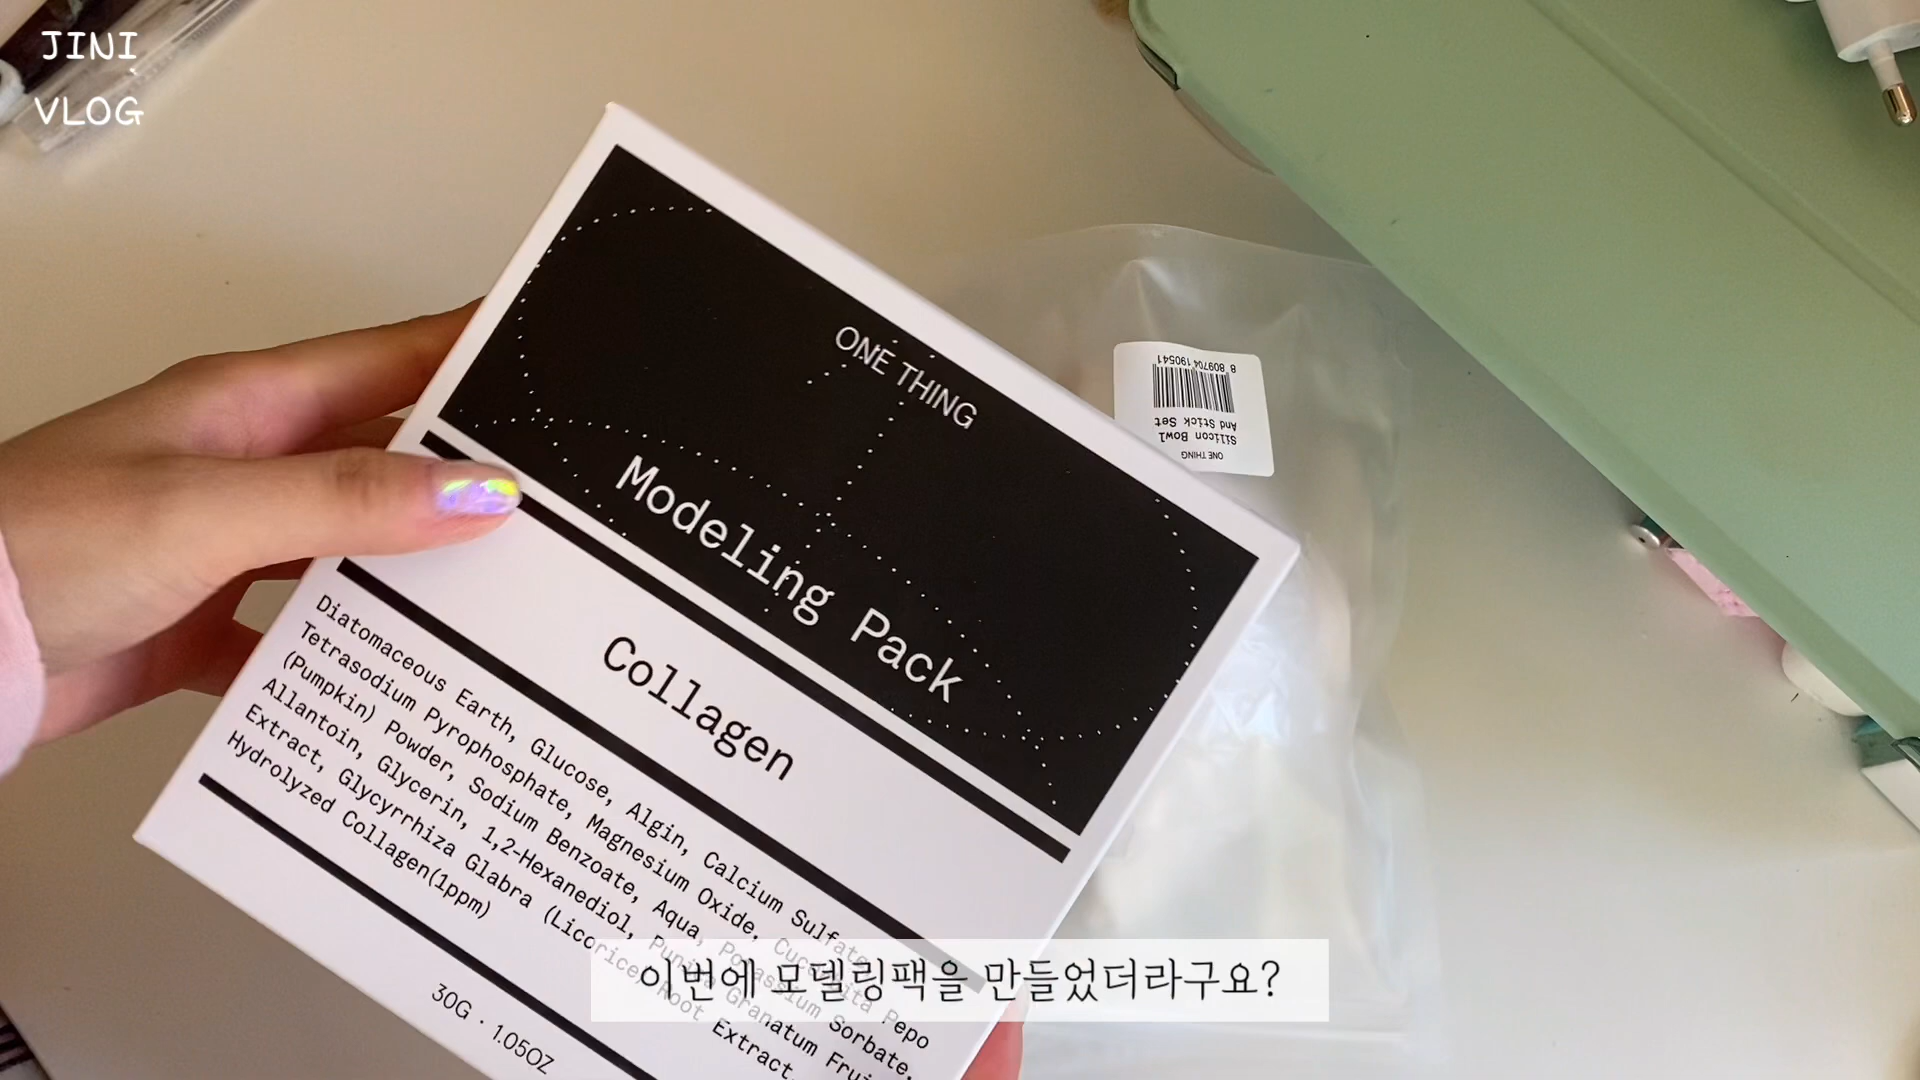 JINI
VLOG
ONE THING
Modeling Pack
Collagen
Diatomaceous Earth, Glucose, Algin, Calcium Sulfate,
Tetrasodium Pyrophosphate, Magnesium Oxide, Cucurbita Pepo
(Pumpkin) Powder, Sodium Benzoate, Aqua, Potassium Sorbate,
Allantoin, Glycerin, 1,2-Hexanediol, Punica Granatum Fruit
Extract, Glycyrrhiza Glabra (Licorice) Root Extract,
Hydrolyzed Collagen(1ppm)
30G · 1.05OZ
ONE THING
Silicon Bowl
And Stick Set
8 809704 190541
이번에 모델링팩을 만들었더라구요?